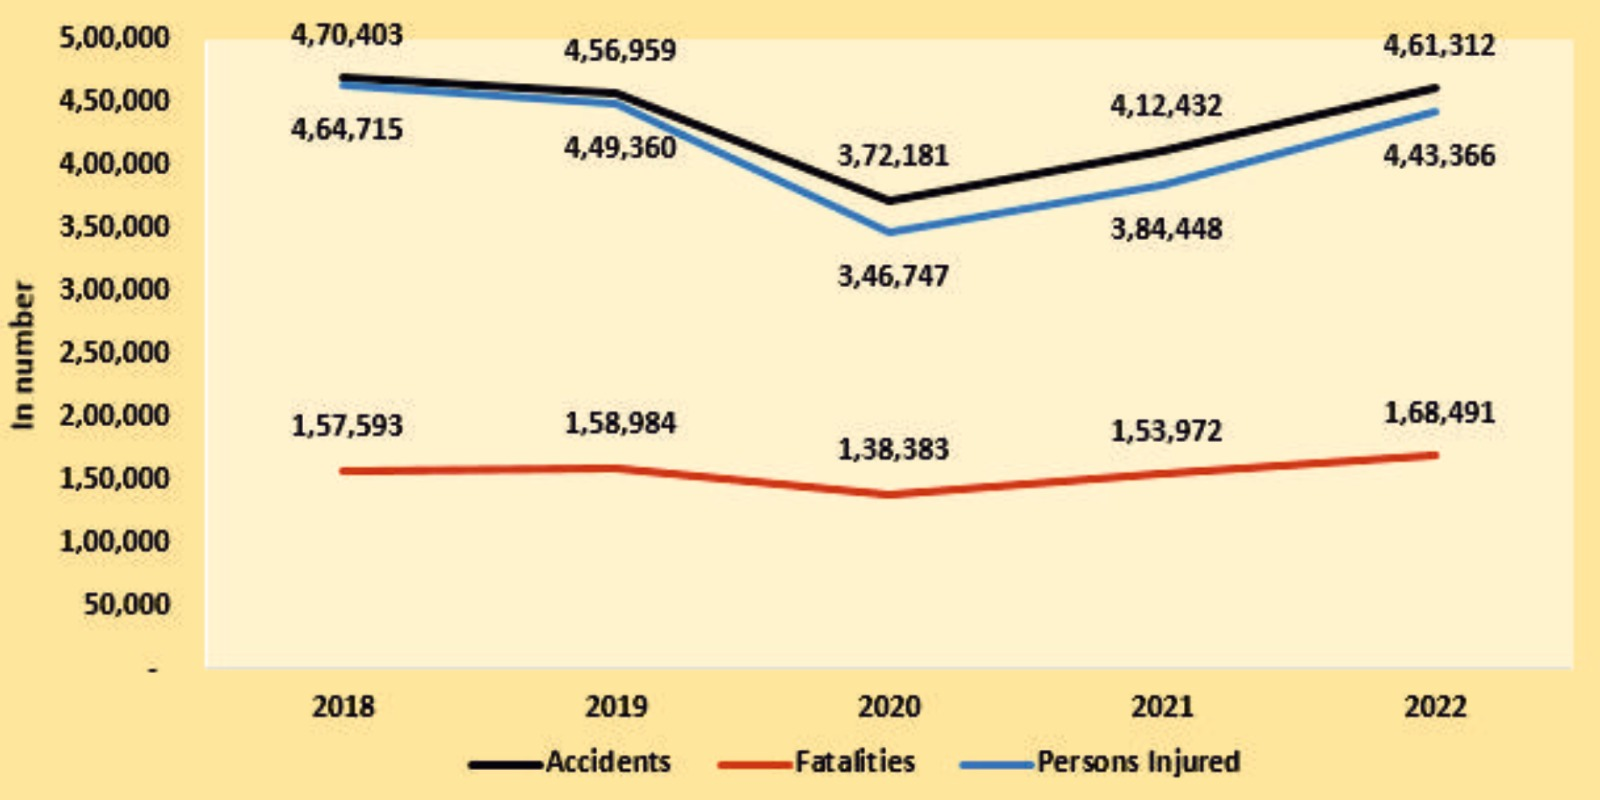 In number
5,00,000
4,50,000
4,00,000
3,50,000
3,00,000
2,50,000
2,00,000
1,50,000
1,00,000
50,000
-
4,70,403 4,56,959 3,72,181 4,12,432 4,61,312
4,64,715 4,49,360 3,46,747 3,84,448 4,43,366
1,57,593 1,58,984 1,38,383 1,53,972 1,68,491
2018 2019 2020 2021 2022
Accidents Fatalities Persons Injured